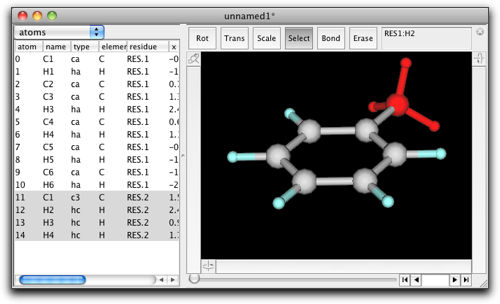 unnamed1*
atoms
Rot Trans Scale Select Bond Erase RES1:H2
atom name type elemer residue x
0 C1 ca C RES.1 -0
1 H1 ha H RES.1 -1
2 C2 ca C RES.1 0.
3 C3 ca C RES.1 1.
4 H3 ha H RES.1 2.4
5 C4 ca C RES.1 0.6
6 H4 ha H RES.1 1.
7 C5 ca C RES.1 -0
8 H5 ha H RES.1 -1
9 C6 ca C RES.1 -1
10 H6 ha H RES.1 -2
11 C1 c3 C RES.2 1.5
12 H2 hc H RES.2 2.4
13 H3 hc H RES.2 0.9
14 H4 hc H RES.2 1.